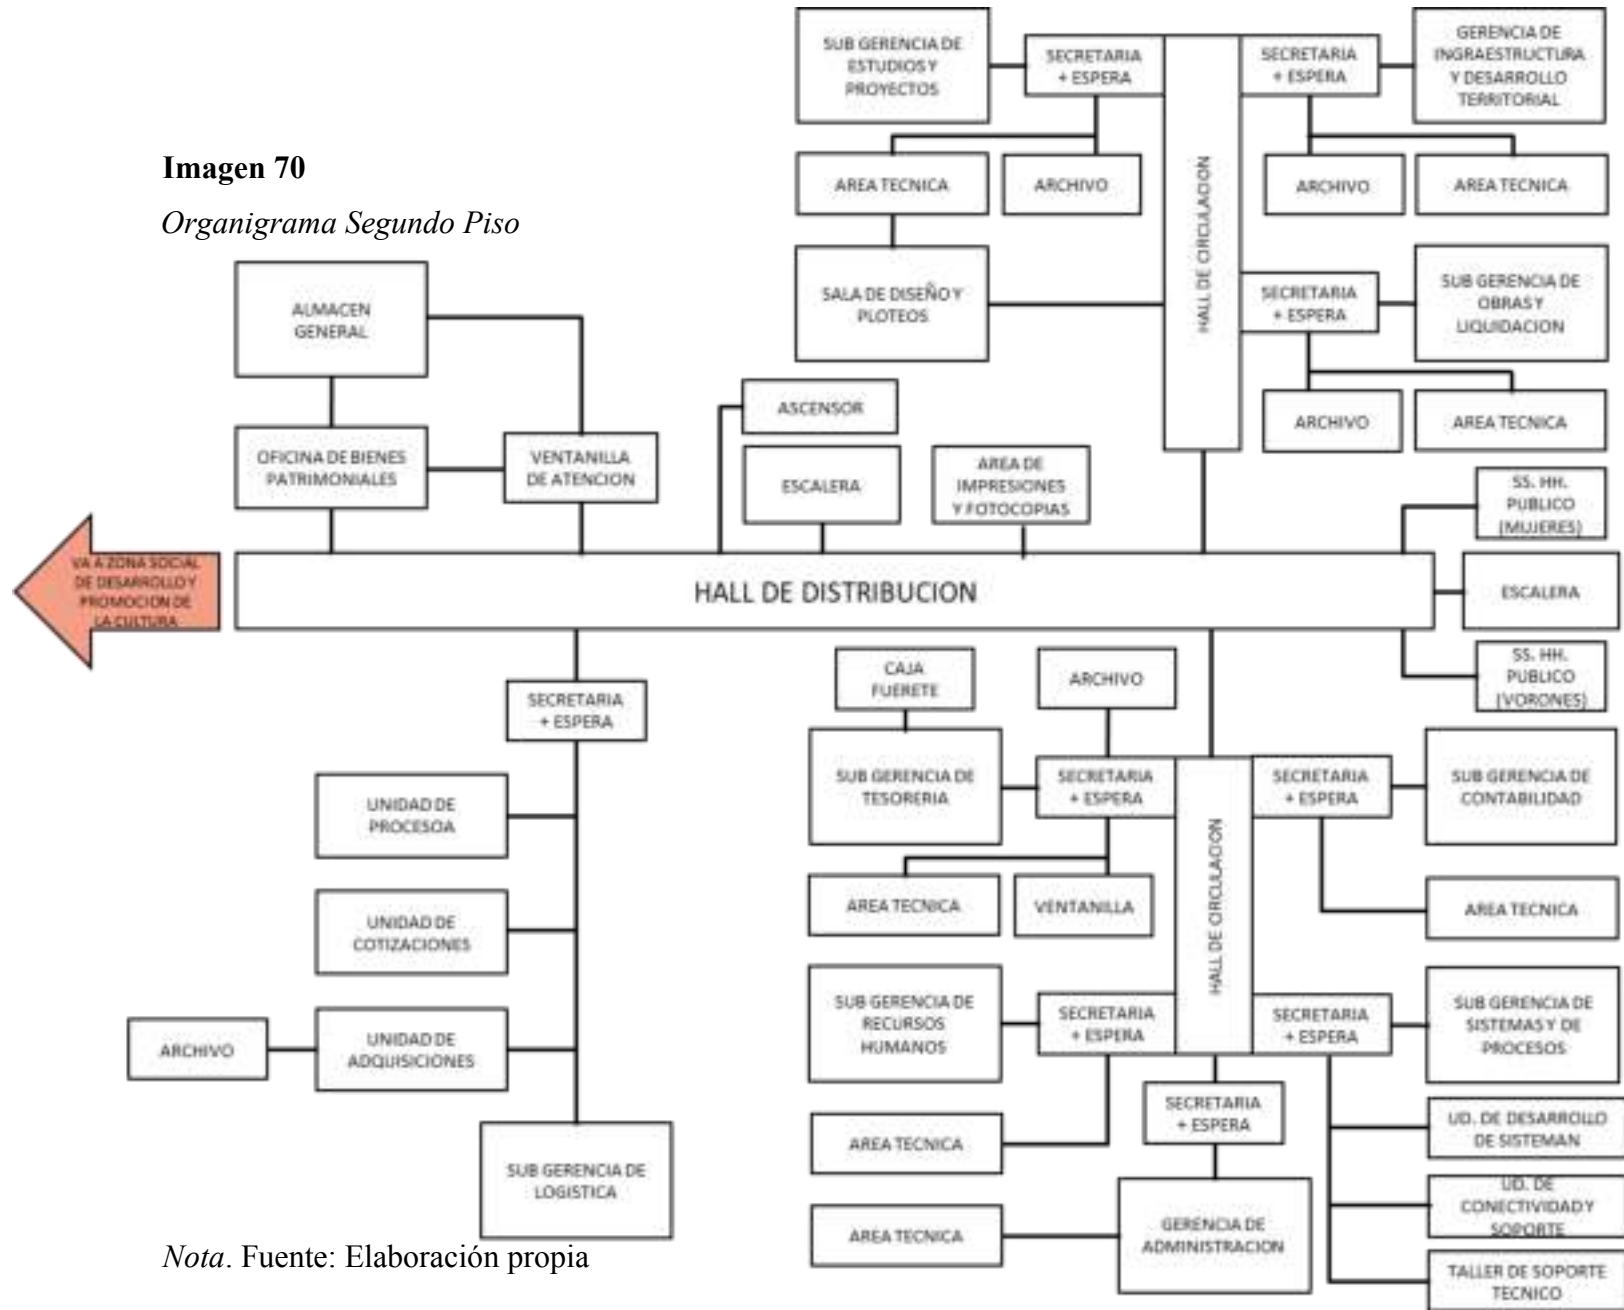 Imagen 70
Organigrama Segundo Piso
SUB GERENCIA DE
ESTUDIOS Y
PROYECTOS
SECRETARIA
+ ESPERA
SECRETARIA
+ ESPERA
GERENCIA DE
INGRAESTRUCTURA
Y DESARROLLO
TERRITORIAL
AREA TECNICA
ARCHIVO
HALL DE CIRCULACION
ARCHIVO
AREA TECNICA
SALA DE DISEÑO Y
PLOTEOS
SECRETARIA
+ ESPERA
SUB GERENCIA DE
OBRAS Y
LIQUIDACION
ARCHIVO
AREA TECNICA
ALMACEN
GENERAL
OFICINA DE BIENES
PATRIMONIALES
VENTANILLA
DE ATENCION
ASCENSOR
ESCALERA
AREA DE
IMPRESIONES
Y FOTOCOPIAS
SS. HH.
PUBLICO
(MUJERES)
VA A ZONA SOCIAL
DE DESARROLLO Y
PROMOCION DE
LA CULTURA
HALL DE DISTRIBUCION
ESCALERA
SS. HH.
PUBLICO
(VORONES)
SECRETARIA
+ ESPERA
UNIDAD DE
PROCESOA
UNIDAD DE
COTIZACIONES
ARCHIVO
UNIDAD DE
ADQUISICIONES
SUB GERENCIA DE
LOGISTICA
CAJA
FUERETE
ARCHIVO
SUB GERENCIA DE
TESORERIA
SECRETARIA
+ ESPERA
SECRETARIA
+ ESPERA
SUB GERENCIA DE
CONTABILIDAD
AREA TECNICA
VENTANILLA
HALL DE CIRCULACION
AREA TECNICA
SUB GERENCIA DE
RECURSOS
HUMANOS
SECRETARIA
+ ESPERA
SECRETARIA
+ ESPERA
SUB GERENCIA DE
SISTEMAS Y DE
PROCESOS
AREA TECNICA
SECRETARIA
+ ESPERA
UD. DE DESARROLLO
DE SISTEMAN
UD. DE
CONECTIVIDAD Y
SOPORTE
AREA TECNICA
GERENCIA DE
ADMINISTRACION
TALLER DE SOPORTE
TECNICO
Nota. Fuente: Elaboración propia